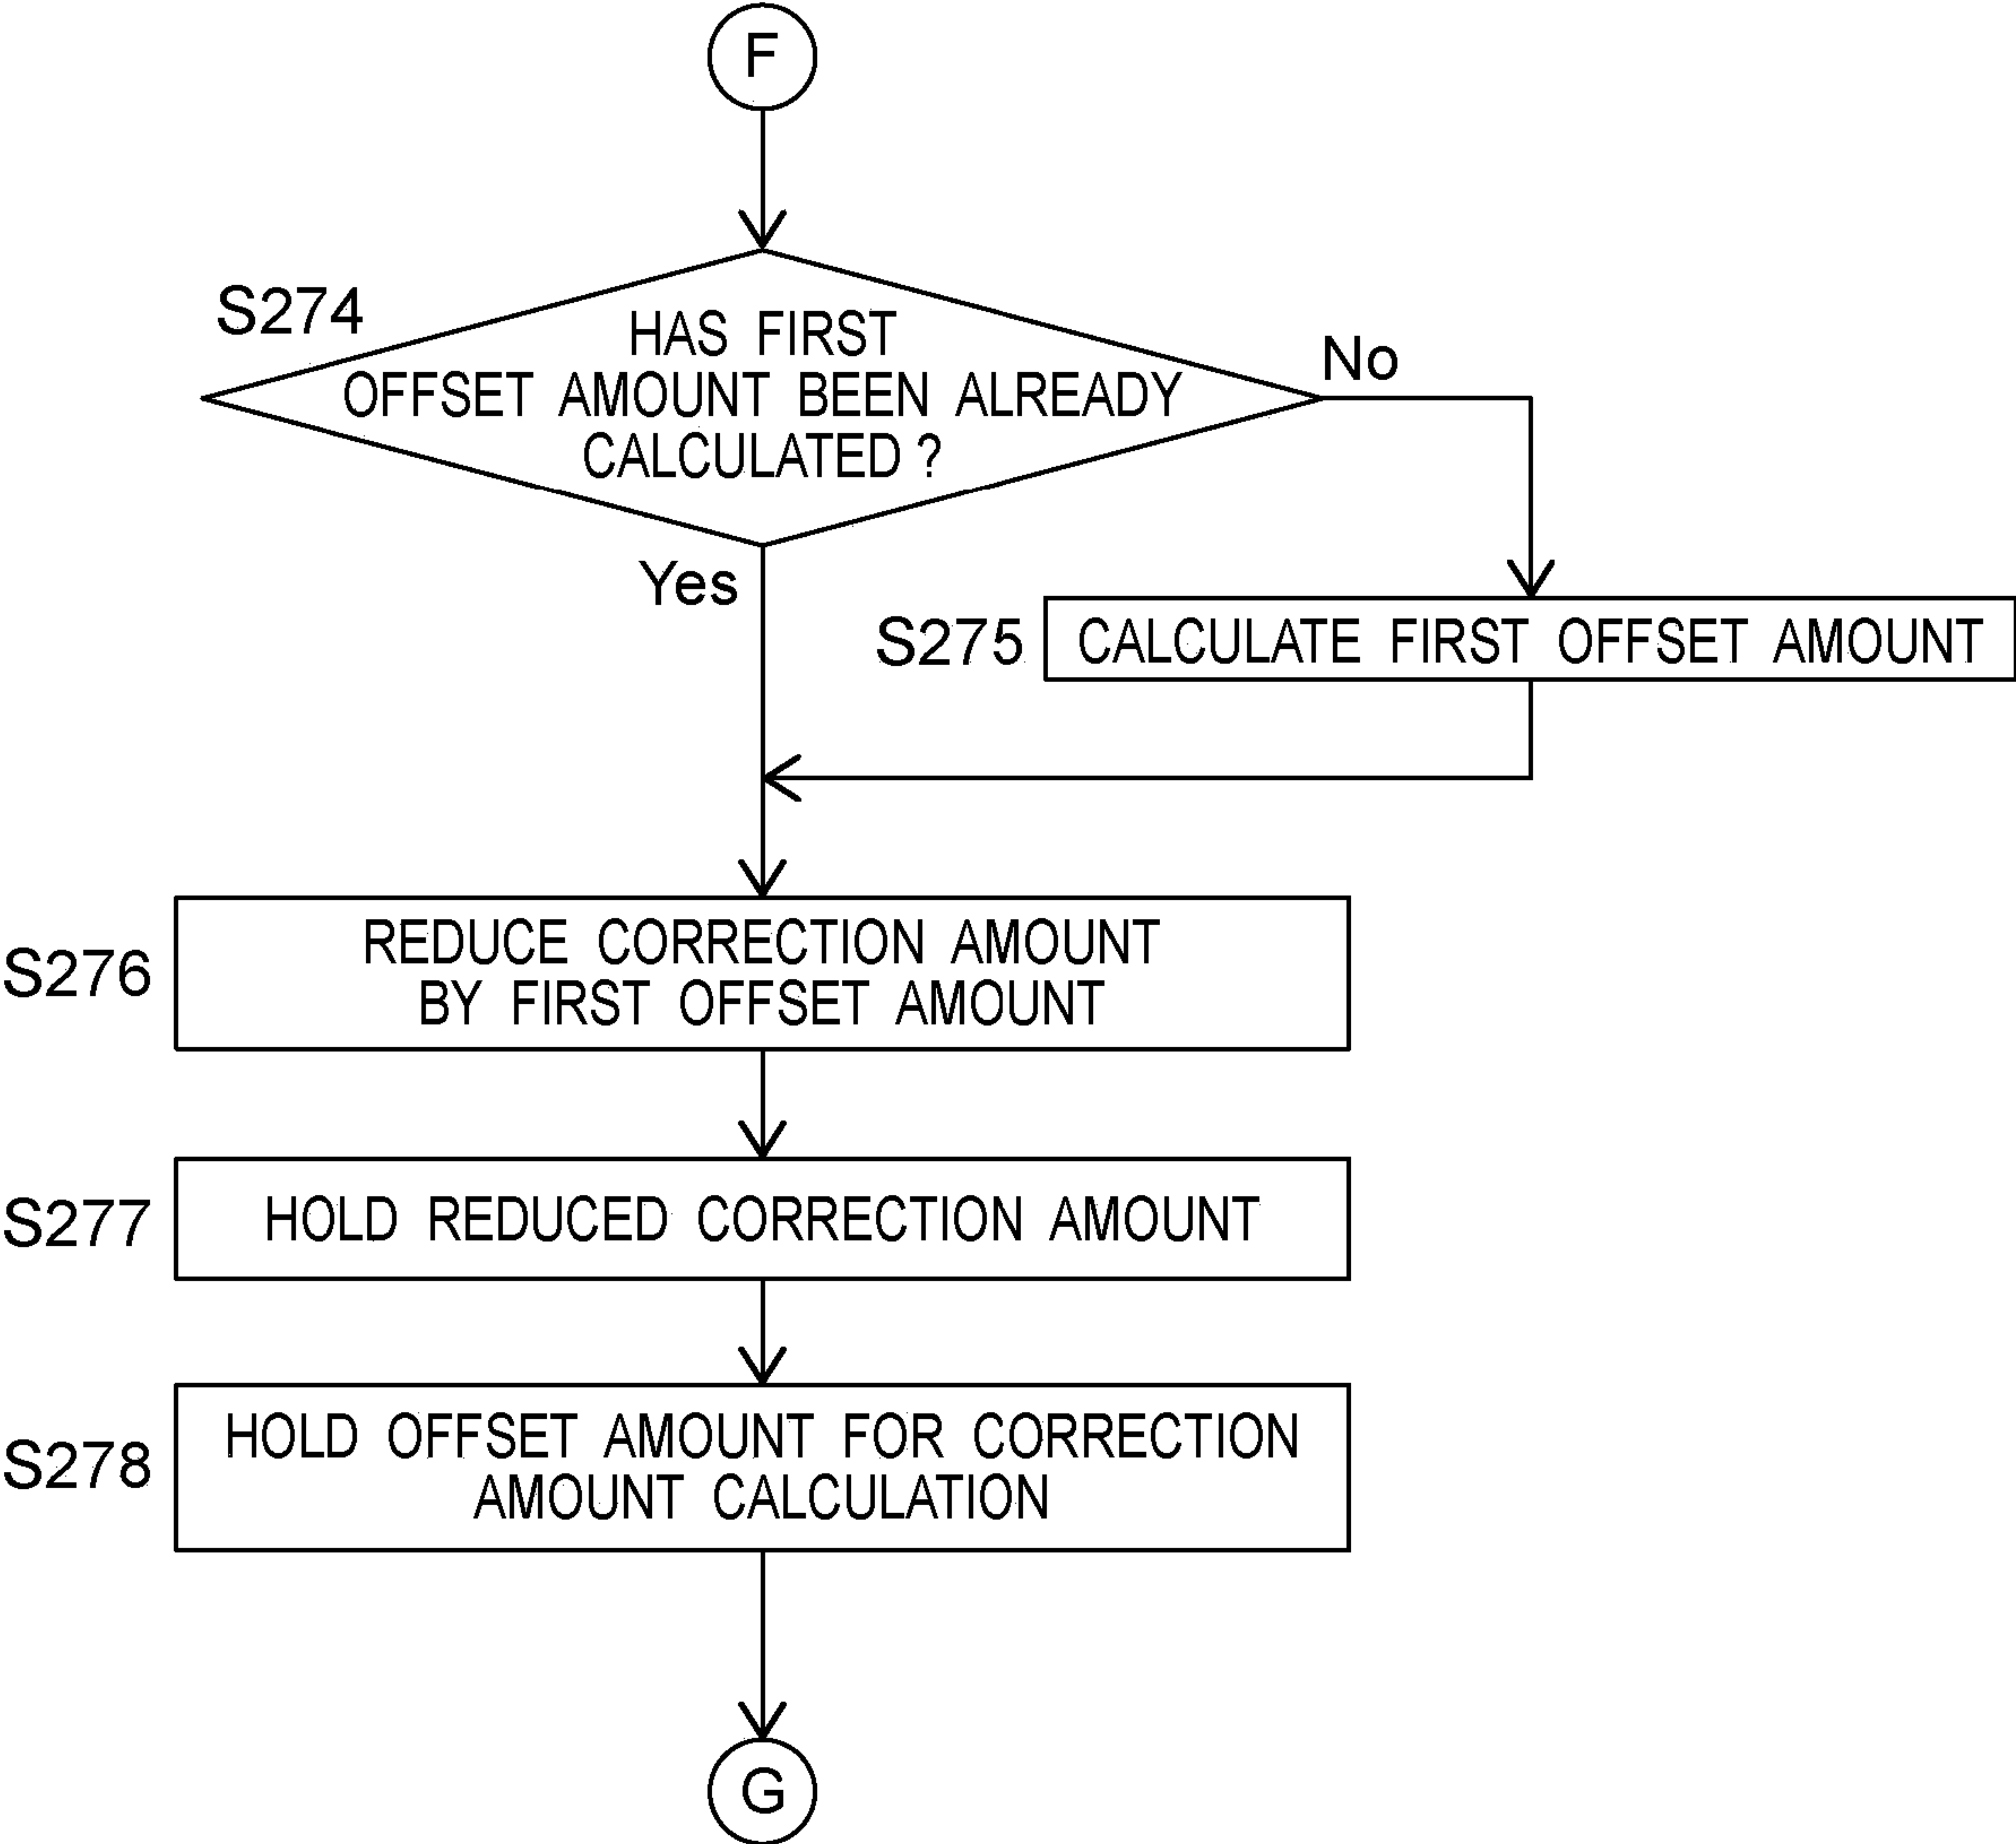 F
S274
HAS FIRST
OFFSET AMOUNT BEEN ALREADY
CALCULATED ?
No
Yes
S275
CALCULATE FIRST OFFSET AMOUNT
S276
REDUCE CORRECTION AMOUNT
BY FIRST OFFSET AMOUNT
S277
HOLD REDUCED CORRECTION AMOUNT
S278
HOLD OFFSET AMOUNT FOR CORRECTION
AMOUNT CALCULATION
G